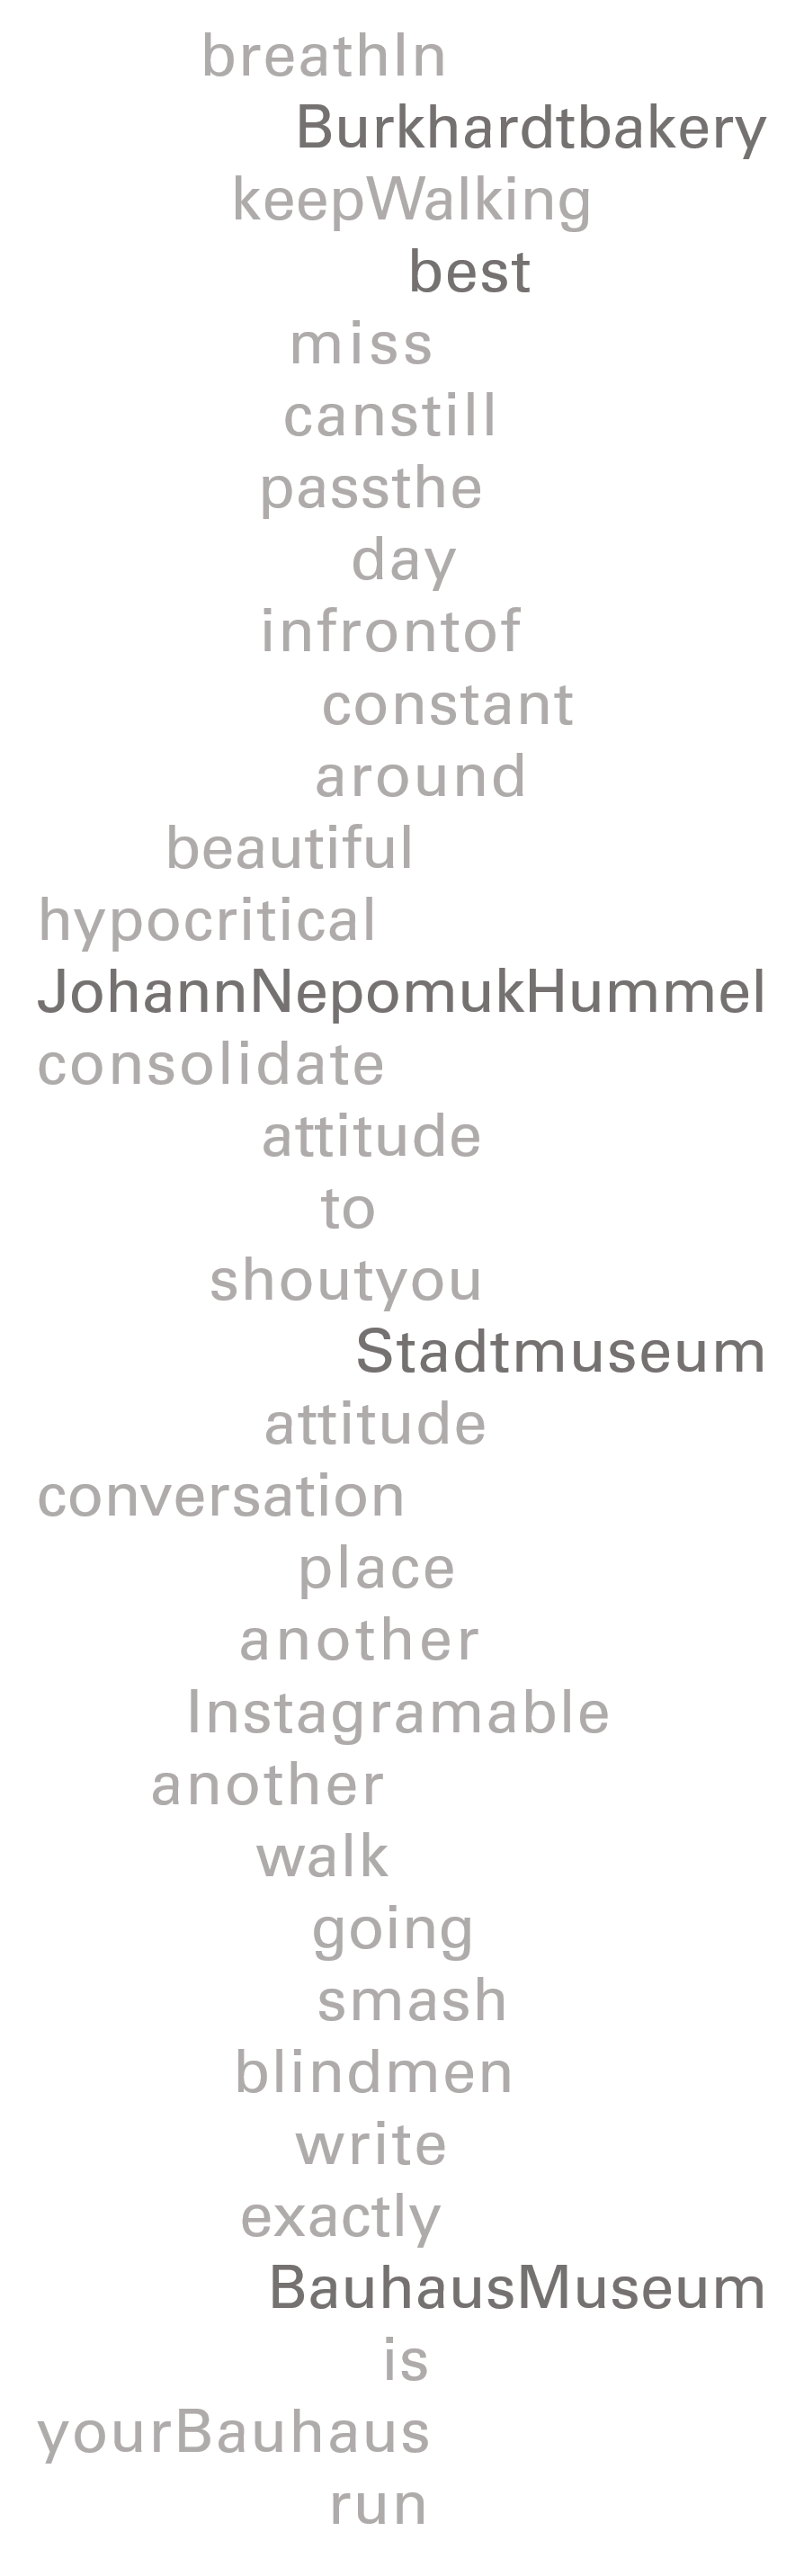 breathIn
Burkhardtbakery
keepWalking
best
miss
canstill
passthe
day
infrontof
constant
around
beautiful
hypocritical
JohannNepomukHummel
consolidate
attitude
to
shoutyou
Stadtmuseum
attitude
conversation
place
another
Instagramable
another
walk
going
smash
blindmen
write
exactly
BauhausMuseum
is
yourBauhaus
run